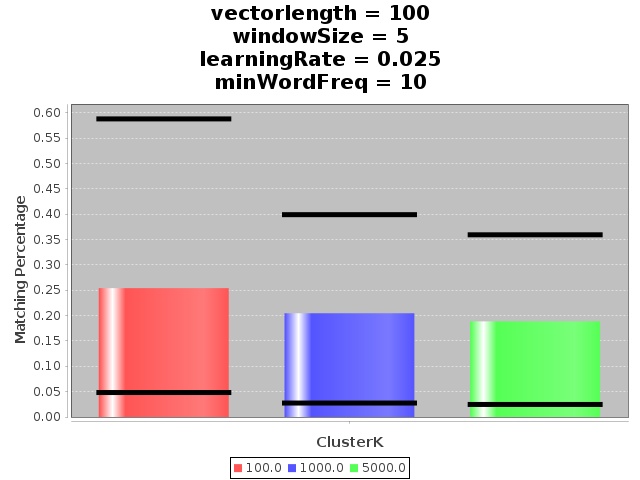 vectorlength = 100
windowSize = 5
learningRate = 0.025
minWordFreq = 10
Matching Percentage
0.60
0.55
0.50
0.45
0.40
0.35
0.30
0.25
0.20
0.15
0.10
0.05
0.00
ClusterK
100.0 1000.0 5000.0